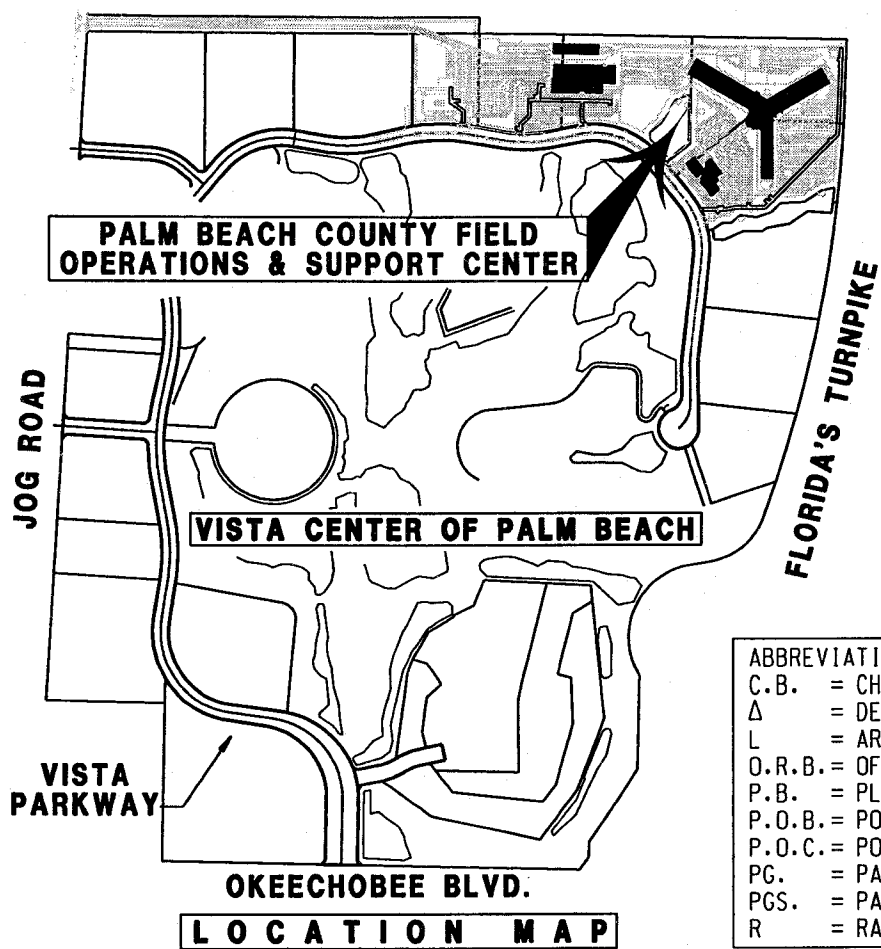 PALM BEACH COUNTY FIELD
OPERATIONS & SUPPORT CENTER
JOG ROAD
FLORIDA'S TURNPIKE
VISTA CENTER OF PALM BEACH
VISTA
PARKWAY
OKEECHOBEE BLVD.
LOCATION MAP
ABBREVIATI
C.B. = CH
Δ = DE
L = AR
O.R.B. = OF
P.B. = PL
P.O.B. = PO
P.O.C. = PO
PG. = PA
PGS. = PA
R = RA